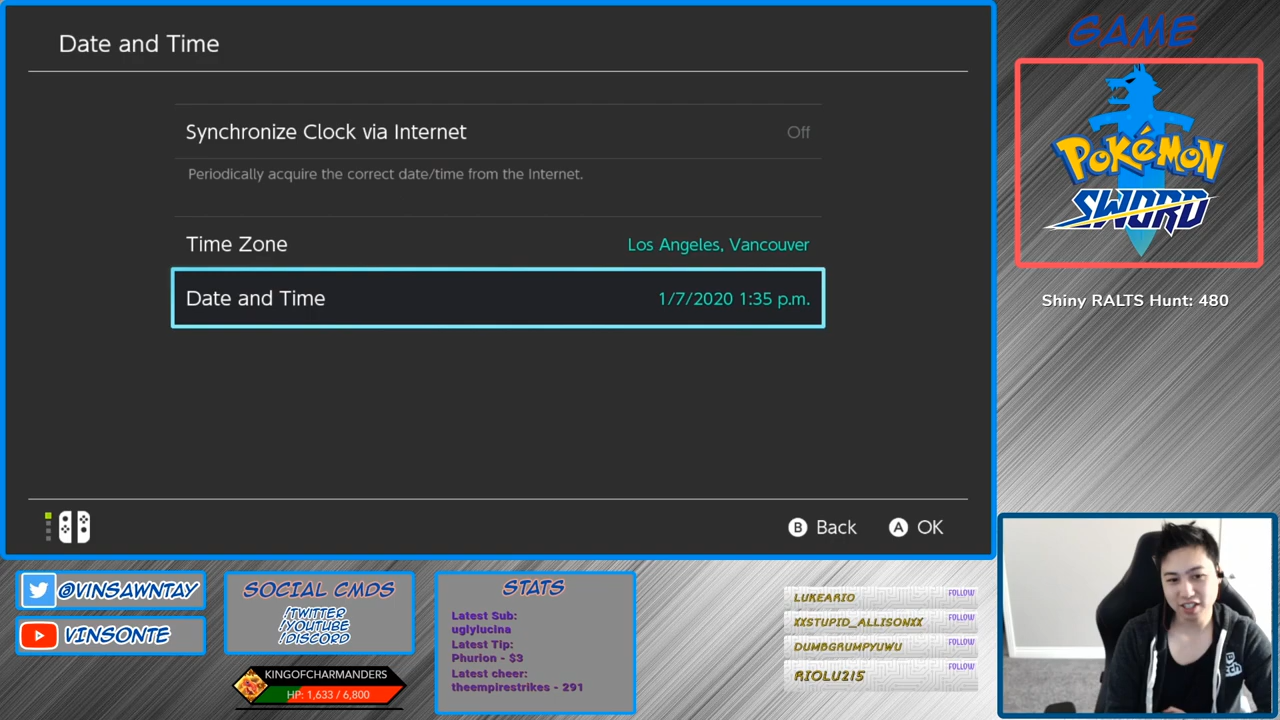 Date and Time
Synchronize Clock via Internet
Off
Periodically acquire the correct date/time from the Internet.
Time Zone
Los Angeles, Vancouver
Date and Time
1/7/2020 1:35 p.m.
B Back
A OK
GAME
POKéMON
SWORD
Shiny RALTS Hunt: 480
@VINSAWNTAY
VINSONTE
SOCIAL CMDS
/TWITTER
/YOUTUBE
/DISCORD
KINGOFCHARMANDERS
HP: 1,633 / 6,800
STATS
Latest Sub:
uglylucina
Latest Tip:
Phurion - $3
Latest cheer:
theempirestrikes - 291
LUKEARIO
FOLLOW
XXSTUPID_ALLISONXX
FOLLOW
DUMBGRUMPYUWU
FOLLOW
RIOLU215
FOLLOW